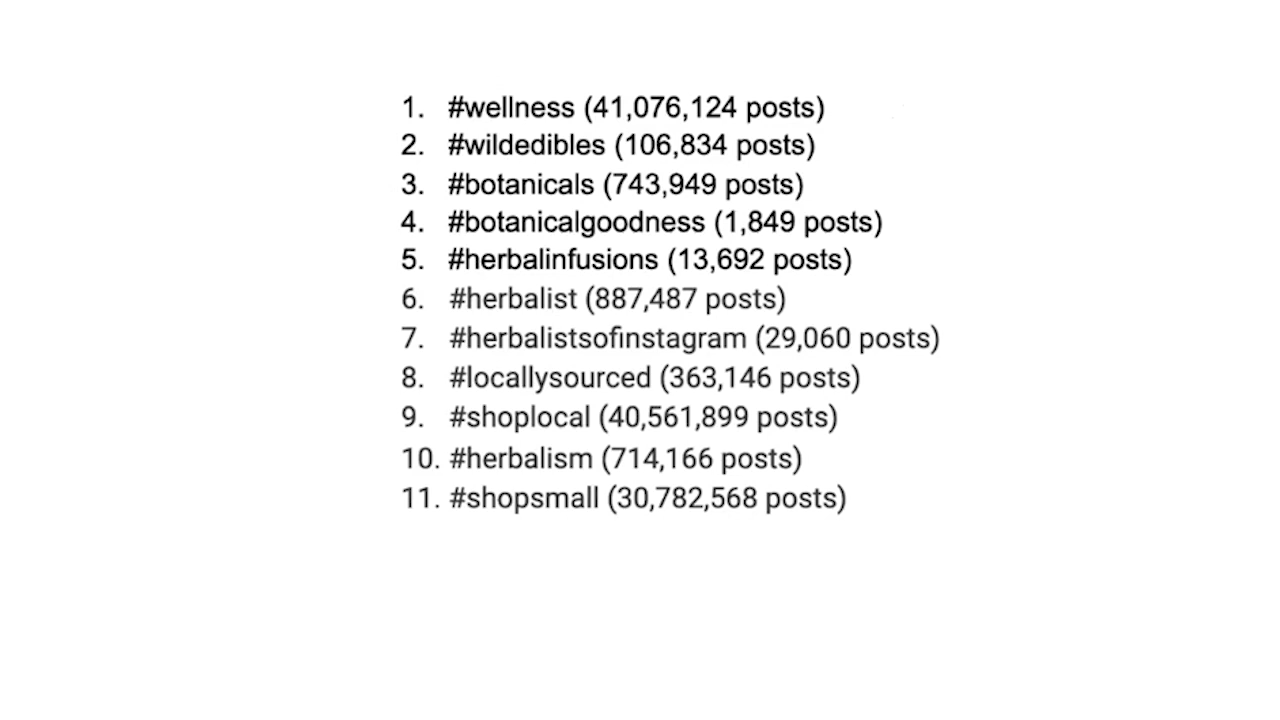 1. #wellness (41,076,124 posts)
2. #wildedibles (106,834 posts)
3. #botanicals (743,949 posts)
4. #botanicalgoodness (1,849 posts)
5. #herbalinfusions (13,692 posts)
6. #herbalist (887,487 posts)
7. #herbalistsofinstagram (29,060 posts)
8. #locallysourced (363,146 posts)
9. #shoplocal (40,561,899 posts)
10. #herbalism (714,166 posts)
11. #shopsmall (30,782,568 posts)